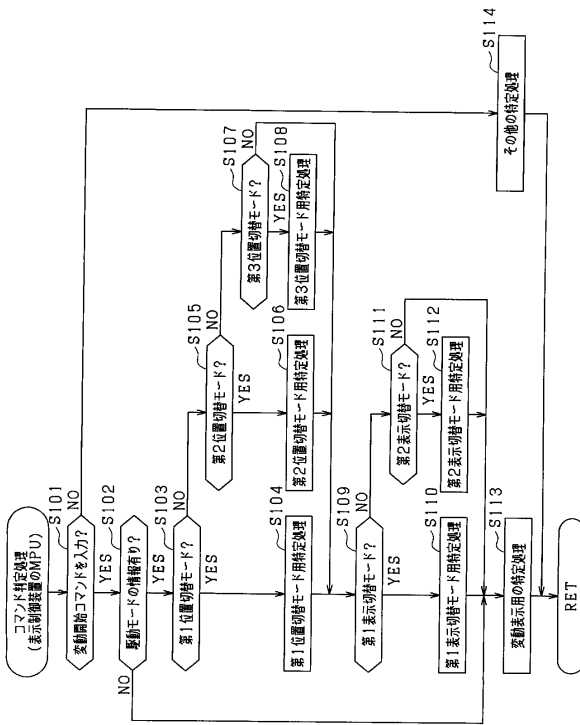 コマンド判定処理
(表示制御装置のMPU)
S101
変動開始コマンドを入力?
NO
YES
S102
駆動モードの情報有り?
NO
YES
S103
第1位置切替モード?
NO
YES
S104
第1位置切替モード用特定処理
S105
第2位置切替モード?
NO
YES
S106
第2位置切替モード用特定処理
S107
第3位置切替モード?
NO
YES
S108
第3位置切替モード用特定処理
S109
第1表示切替モード?
NO
YES
S110
第1表示切替モード用特定処理
S111
第2表示切替モード?
NO
YES
S112
第2表示切替モード用特定処理
S113
変動表示用の特定処理
S114
その他の特定処理
RET